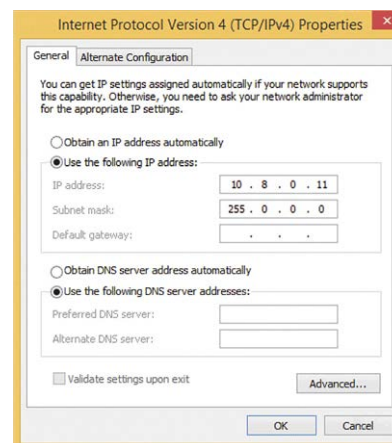 Internet Protocol Version 4 (TCP/IPv4) Properties
General
Alternate Configuration
You can get IP settings assigned automatically if your network supports
this capability. Otherwise, you need to ask your network administrator
for the appropriate IP settings.
Obtain an IP address automatically
Use the following IP address:
IP address: 10 . 8 . 0 . 11
Subnet mask: 255 . 0 . 0 . 0
Default gateway: . . .
Obtain DNS server address automatically
Use the following DNS server addresses:
Preferred DNS server:
Alternate DNS server:
Validate settings upon exit
Advanced...
OK
Cancel